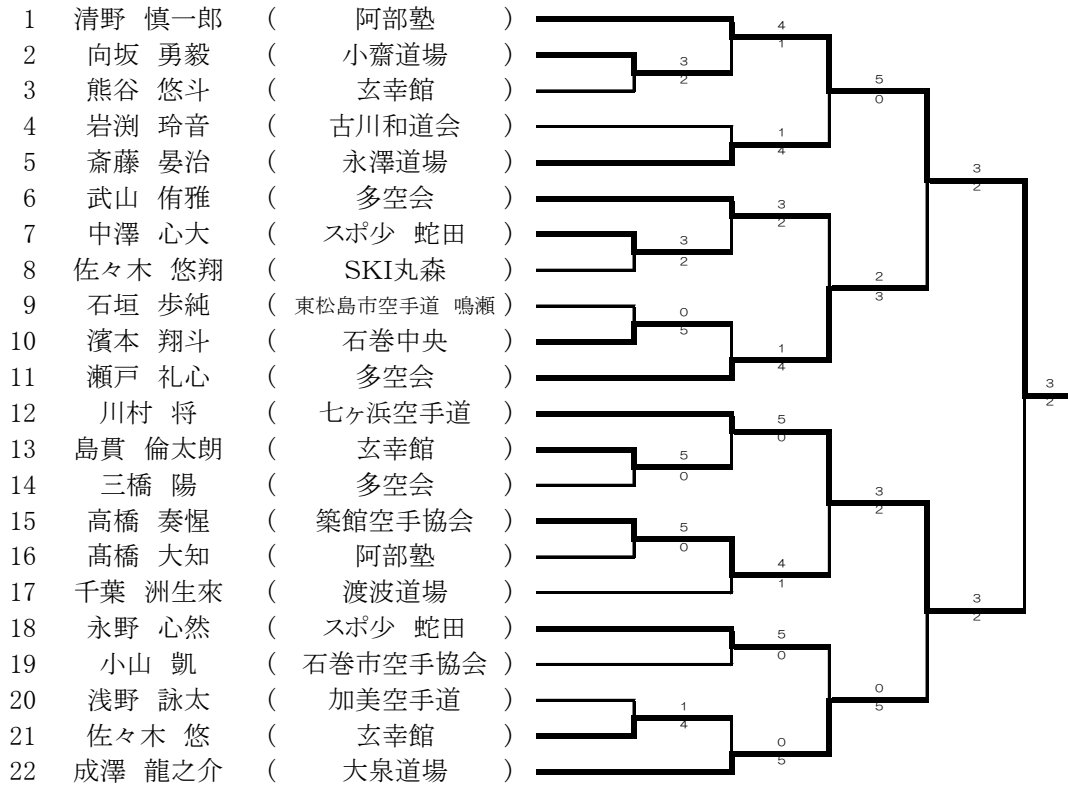 1 清野 慎一郎 ( 阿部塾 )
2 向坂 勇毅 ( 小齋道場 )
3 熊谷 悠斗 ( 玄幸館 )
4 岩渕 玲音 ( 古川和道会 )
5 斎藤 晏治 ( 永澤道場 )
6 武山 侑雅 ( 多空会 )
7 中澤 心大 ( スポ少 蛇田 )
8 佐々木 悠翔 ( SKI丸森 )
9 石垣 歩純 ( 東松島市空手道 鳴瀬 )
10 濱本 翔斗 ( 石巻中央 )
11 瀬戸 礼心 ( 多空会 )
12 川村 将 ( 七ヶ浜空手道 )
13 島貫 倫太朗 ( 玄幸館 )
14 三橋 陽 ( 多空会 )
15 高橋 奏惺 ( 築館空手協会 )
16 髙橋 大知 ( 阿部塾 )
17 千葉 洲生來 ( 渡波道場 )
18 永野 心然 ( スポ少 蛇田 )
19 小山 凱 ( 石巻市空手協会 )
20 浅野 詠太 ( 加美空手道 )
21 佐々木 悠 ( 玄幸館 )
22 成澤 龍之介 ( 大泉道場 )
3
2
3
2
0
5
5
0
5
0
1
4
4
1
1
4
3
2
1
4
5
0
4
1
5
0
0
5
5
0
2
3
3
2
0
5
3
2
3
2
3
2